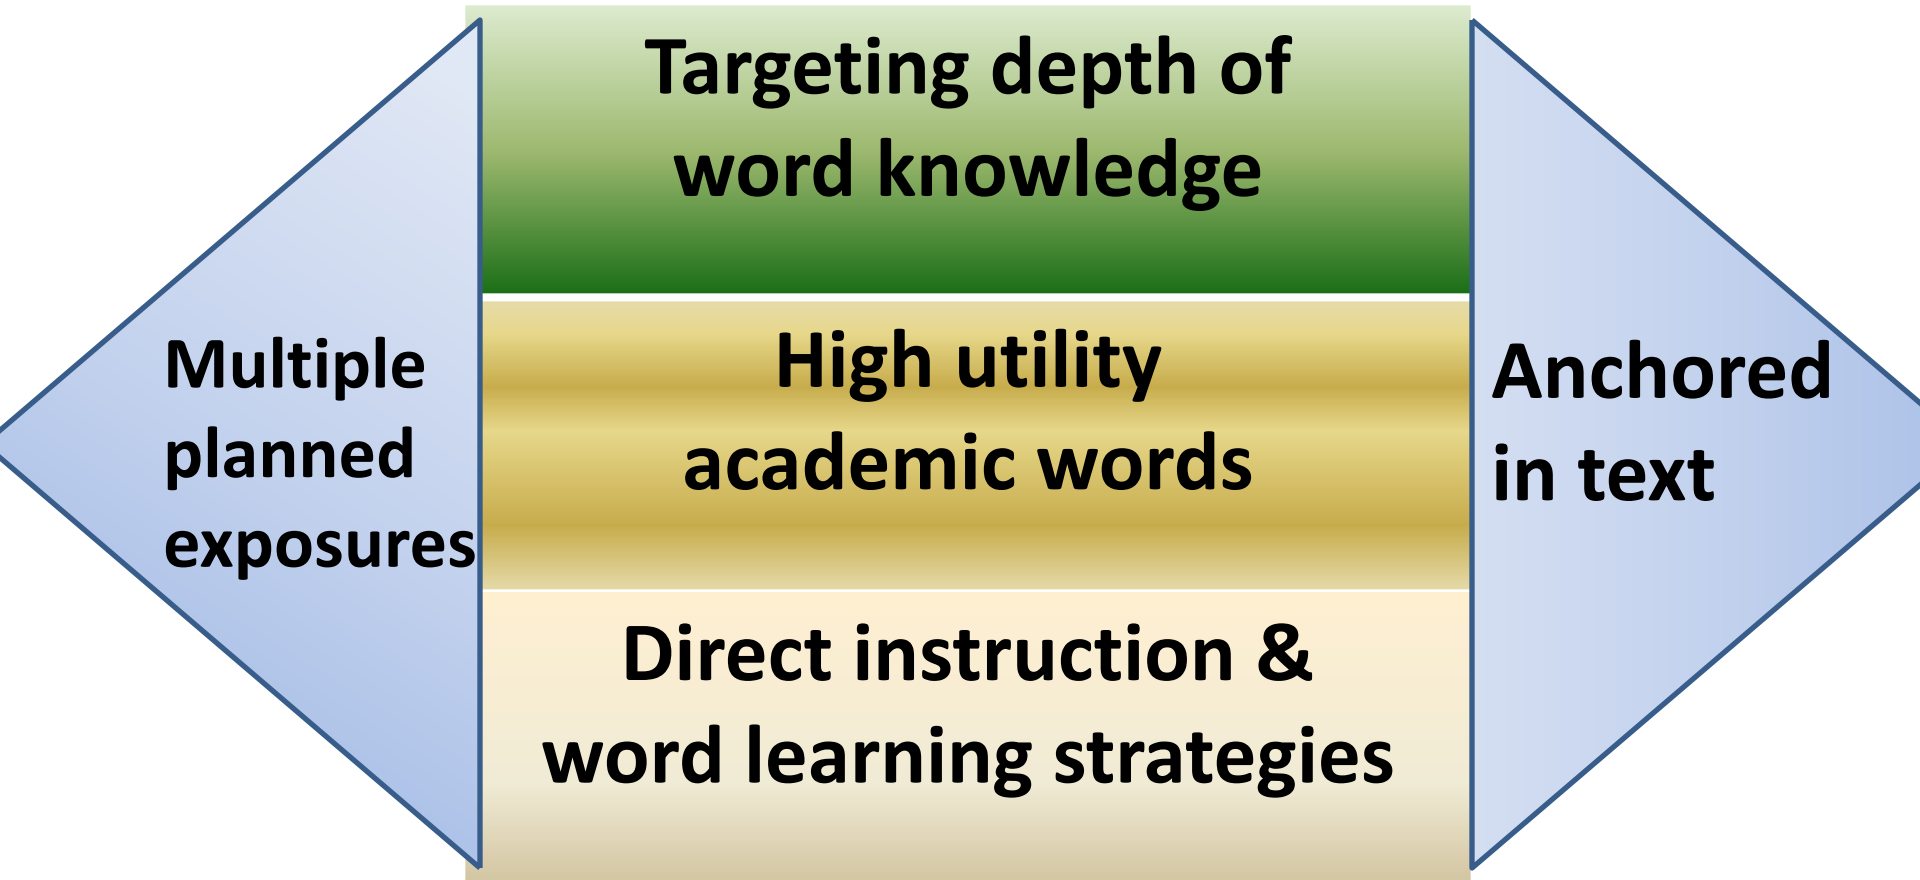 Targeting depth of
word knowledge
Multiple
planned
exposures
High utility
academic words
Anchored
in text
Direct instruction &
word learning strategies